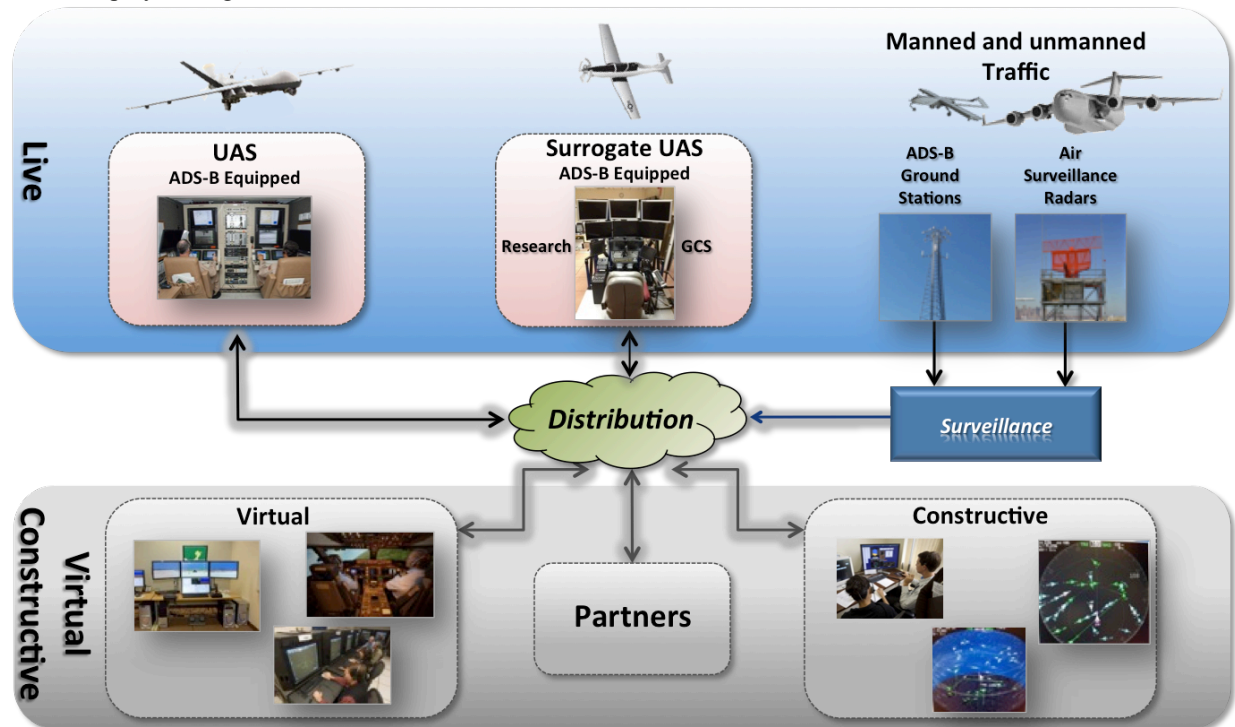 Manned and unmanned
Traffic
Live
UAS
ADS-B Equipped
Surrogate UAS
ADS-B Equipped
Research
GCS
ADS-B
Ground
Stations
Air
Surveillance
Radars
Distribution
Surveillance
Virtual
Constructive
Virtual
Partners
Constructive